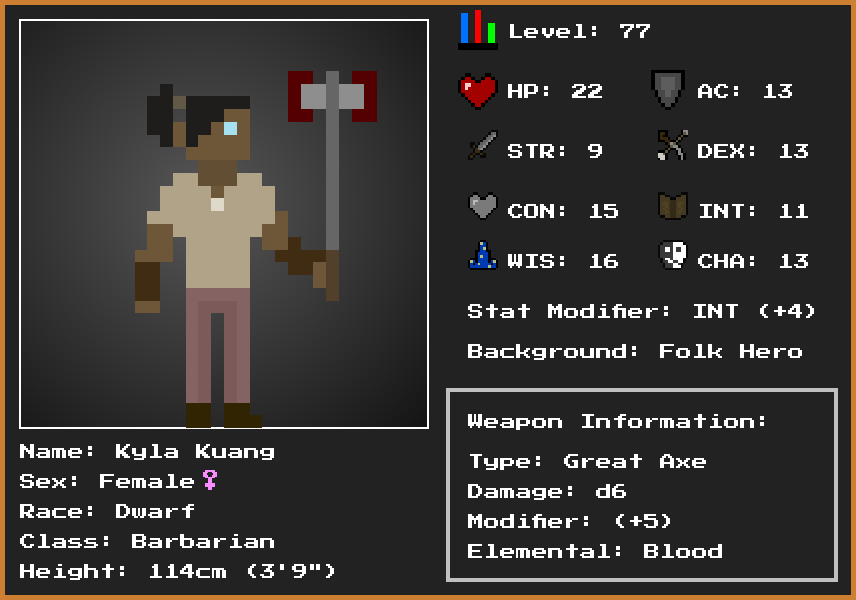 Level: 77
HP: 22
AC: 13
STR: 9
DEX: 13
CON: 15
INT: 11
WIS: 16
CHA: 13
Stat Modifier: INT (+4)
Background: Folk Hero
Name: Kyla Kuang
Sex: Female♀
Race: Dwarf
Class: Barbarian
Height: 114cm (3'9")
Weapon Information:
Type: Great Axe
Damage: d6
Modifier: (+5)
Elemental: Blood